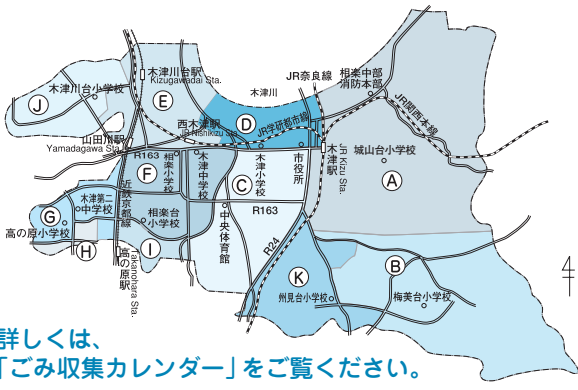 木津川台駅
Kizugawadai Sta.
木津川台小学校
J
E
木津川
JR奈良線
相楽中部
消防本部
JR関西本線
山田川駅
Yamadagawa Sta.
西木津駅
JR Nishikizu Sta.
D
JR学研都市線
R163
F
相楽小学校
木津中学校
C
木津小学校
市役所
木津駅
JR Kizu Sta.
城山台小学校
A
木津第二
中学校
近鉄京都線
相楽台
小学校
G
高の原小学校
H
I
高の原駅
Takanohara Sta.
中央体育館
R163
R24
K
州見台小学校
B
梅美台小学校
4
詳しくは、
「ごみ収集カレンダー」をご覧ください。